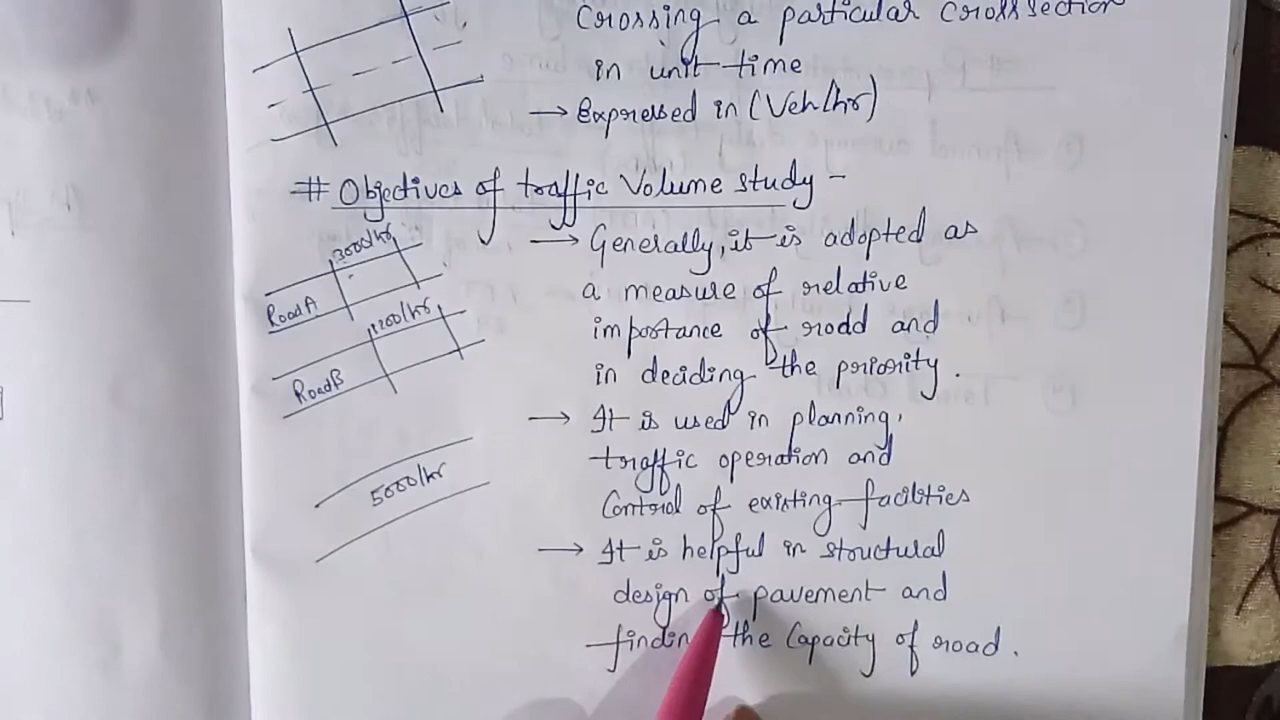 Crossing a particular crossection
in unit time
→ Expressed in (Veh/hr)
# Objectives of traffic Volume study -
→ Generally, it is adopted as
a measure of relative
importance of rodd and
in deciding the priority.
→ It is used in planning,
traffic operation and
Control of existing facilities
→ It is helpful in structural
design of pavement and
findin the Capacity of road.
3000/hr
Road A
1200/hr
Road B
5000/hr